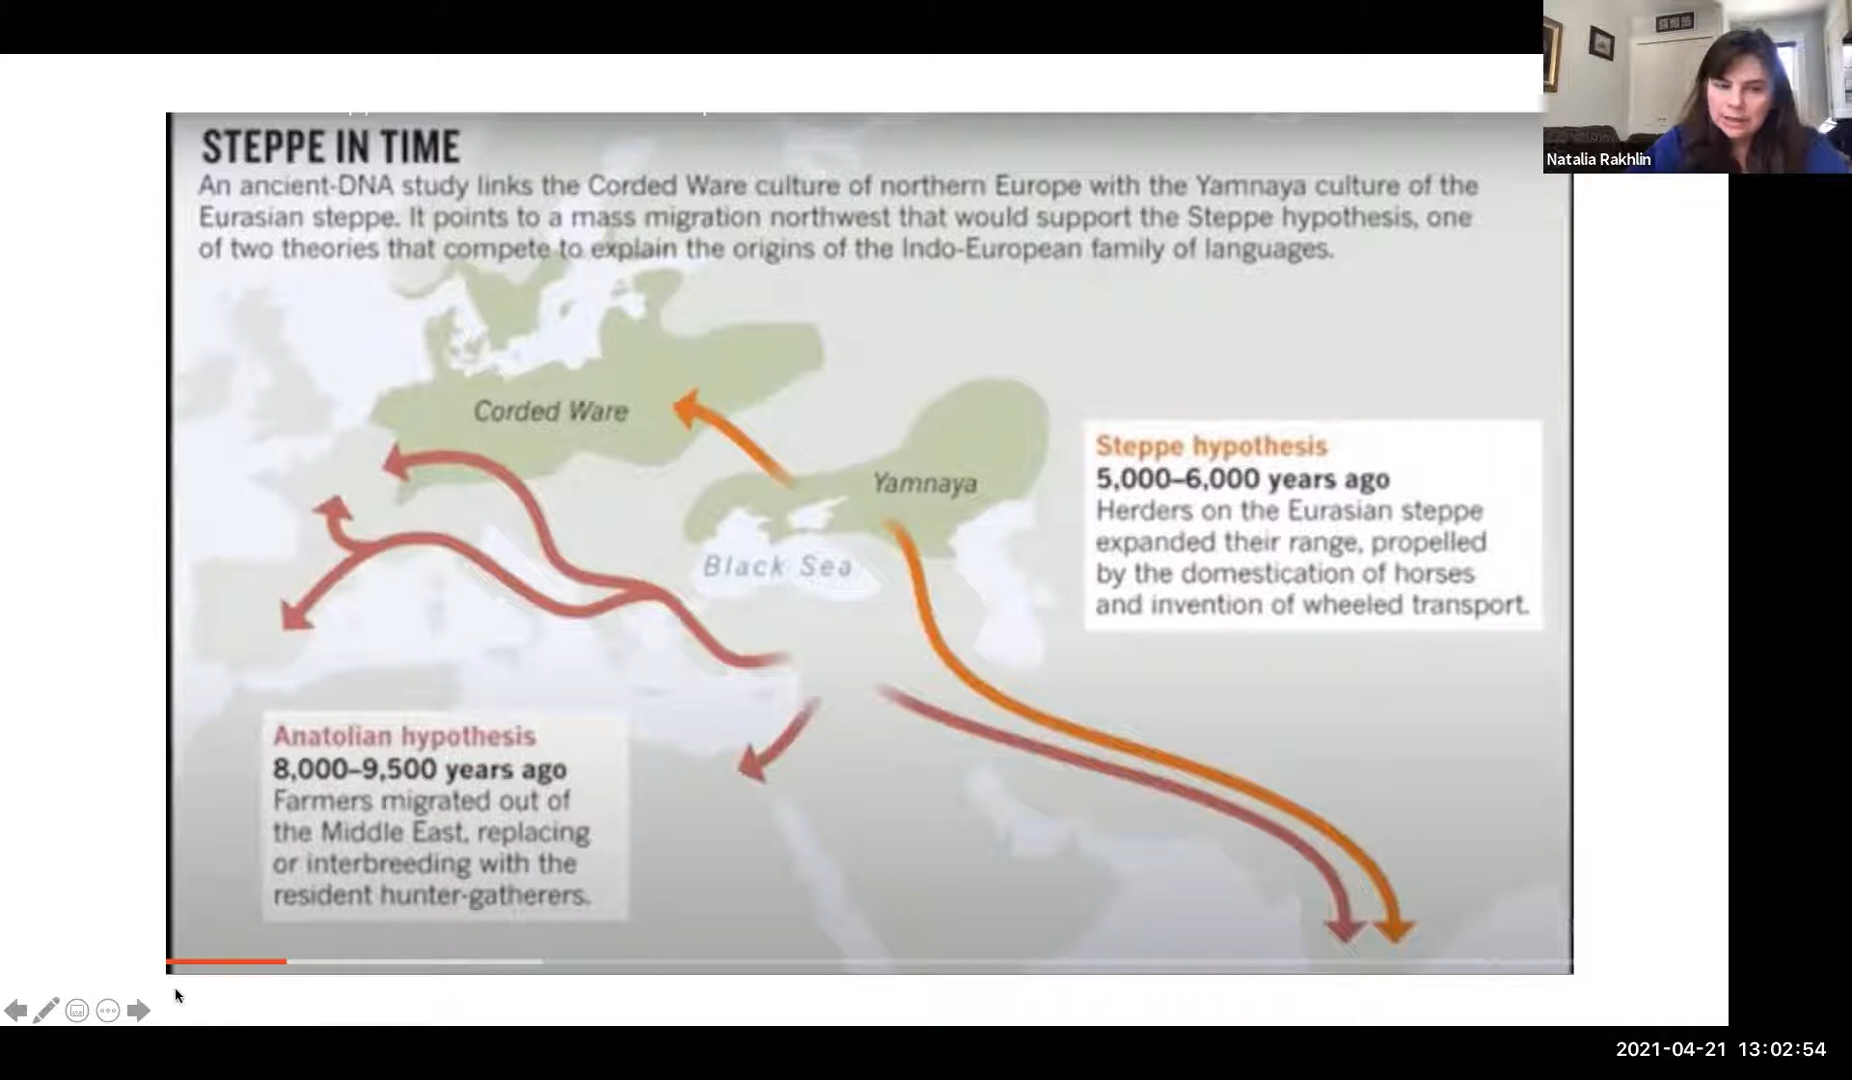 Natalia Rakhlin
STEPPE IN TIME
An ancient-DNA study links the Corded Ware culture of northern Europe with the Yamnaya culture of the
Eurasian steppe. It points to a mass migration northwest that would support the Steppe hypothesis, one
of two theories that compete to explain the origins of the Indo-European family of languages.
Corded Ware
Yamnaya
Black Sea
Steppe hypothesis
5,000–6,000 years ago
Herders on the Eurasian steppe
expanded their range, propelled
by the domestication of horses
and invention of wheeled transport.
Anatolian hypothesis
8,000–9,500 years ago
Farmers migrated out of
the Middle East, replacing
or interbreeding with the
resident hunter-gatherers.
2021-04-21 13:02:54